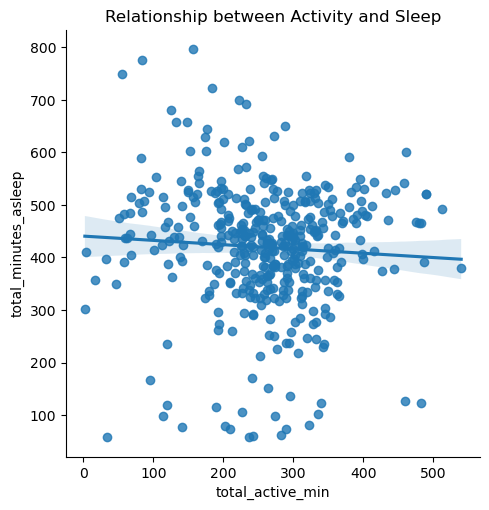 Relationship between Activity and Sleep
800
700
600
500
400
300
200
100
total_minutes_asleep
0 100 200 300 400 500
total_active_min